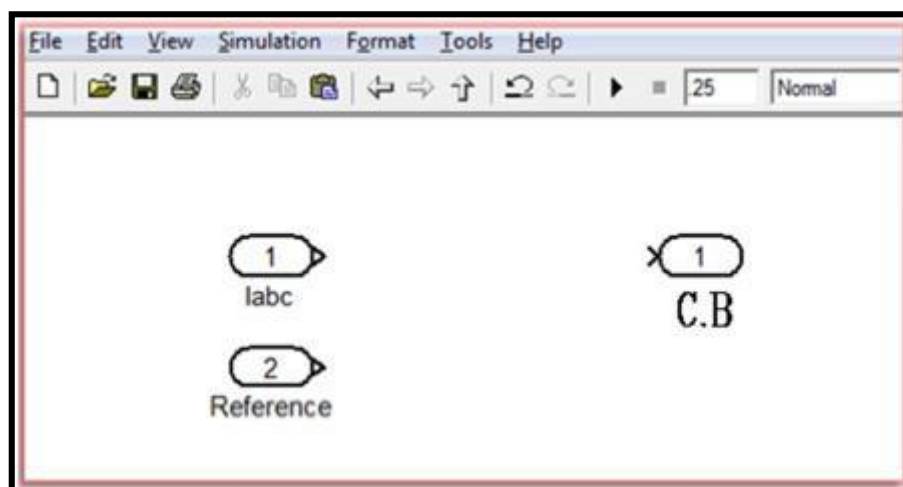 File Edit View Simulation Format Tools Help
.25 Normal
1 1
Iabc C.B
2
Reference